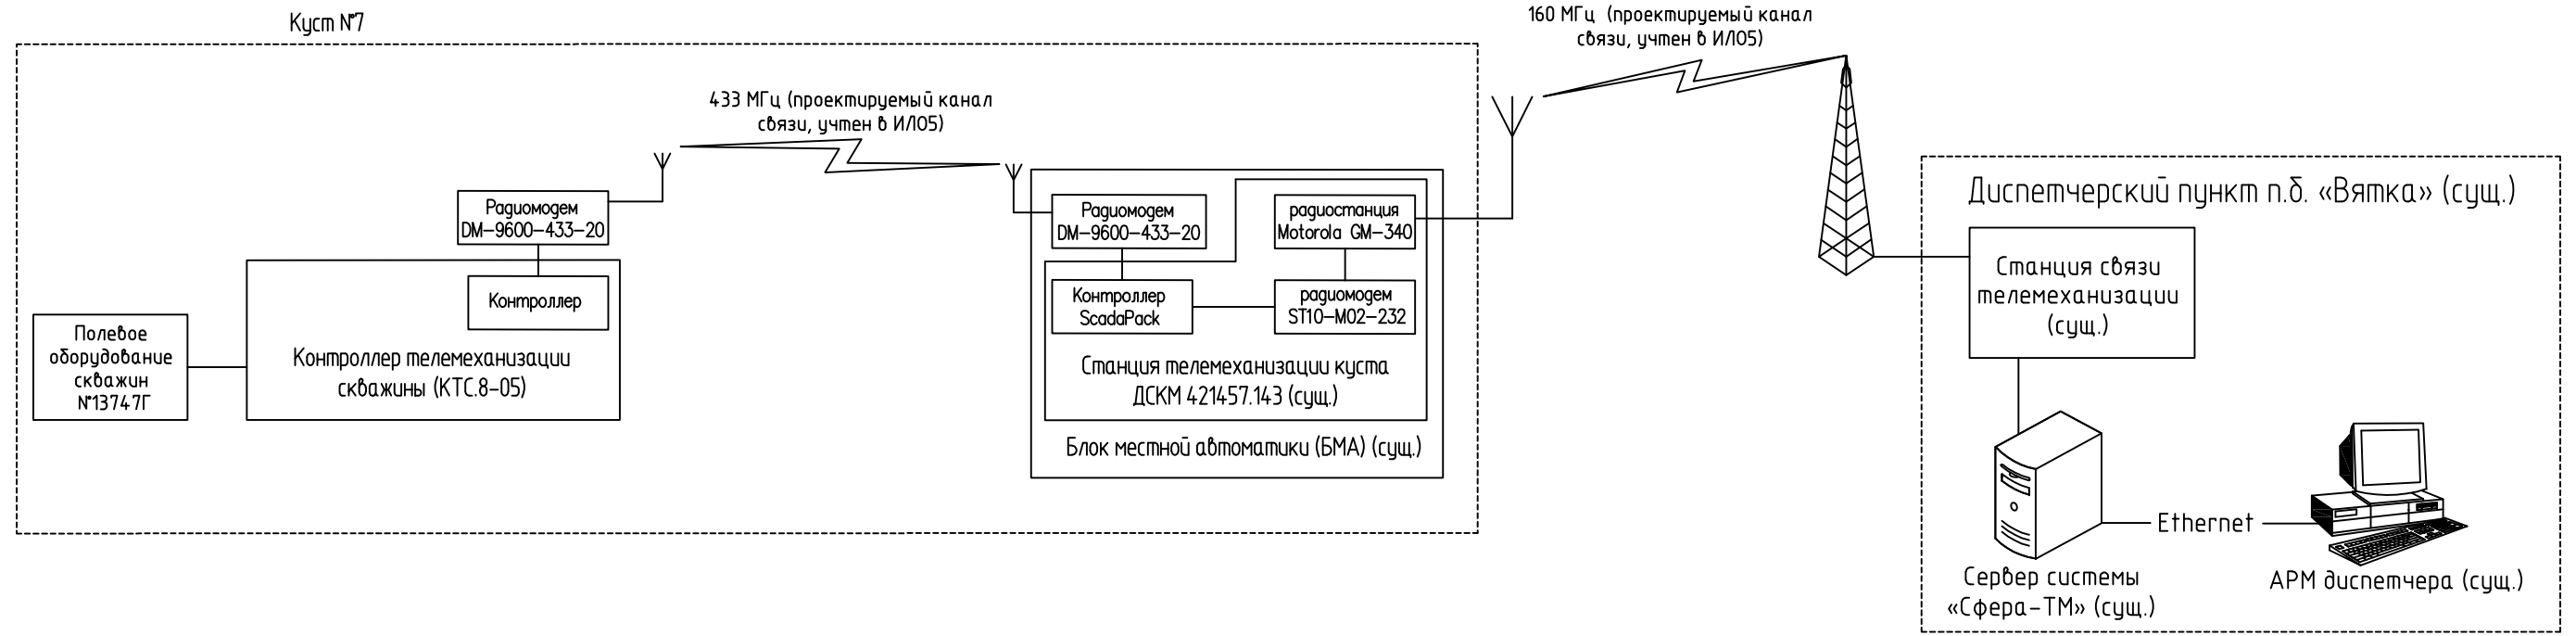 Куст №7
160 МГц (проектируемый канал
связи, учтен в ИЛО5)
433 МГц (проектируемый канал
связи, учтен в ИЛО5)
Радиомодем
DM-9600-433-20
Контроллер
Полевое
оборудование
скважин
№13747Г
Контроллер телемеханизации
скважины (КТС.8-05)
Радиомодем
DM-9600-433-20
радиостанция
Motorola GM-340
Контроллер
ScadaPack
радиомодем
ST10-M02-232
Станция телемеханизации куста
ДСКМ 421457.143 (сущ.)
Блок местной автоматики (БМА) (сущ.)
Диспетчерский пункт п.б. «Вятка» (сущ.)
Станция связи
телемеханизации
(сущ.)
Ethernet
Сервер системы
«Сфера-ТМ» (сущ.)
АРМ диспетчера (сущ.)